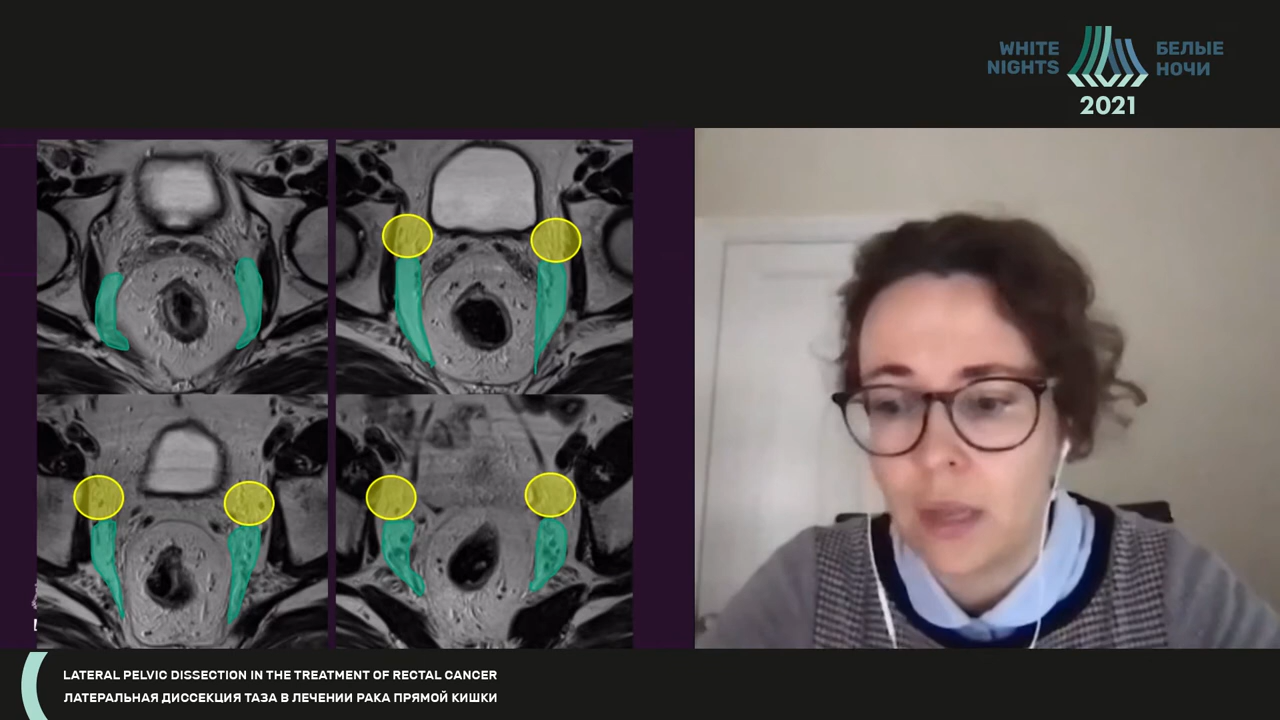 WHITE
NIGHTS
БЕЛЫЕ
НОЧИ
2021
LATERAL PELVIC DISSECTION IN THE TREATMENT OF RECTAL CANCER
ЛАТЕРАЛЬНАЯ ДИССЕКЦИЯ ТАЗА В ЛЕЧЕНИИ РАКА ПРЯМОЙ КИШКИ